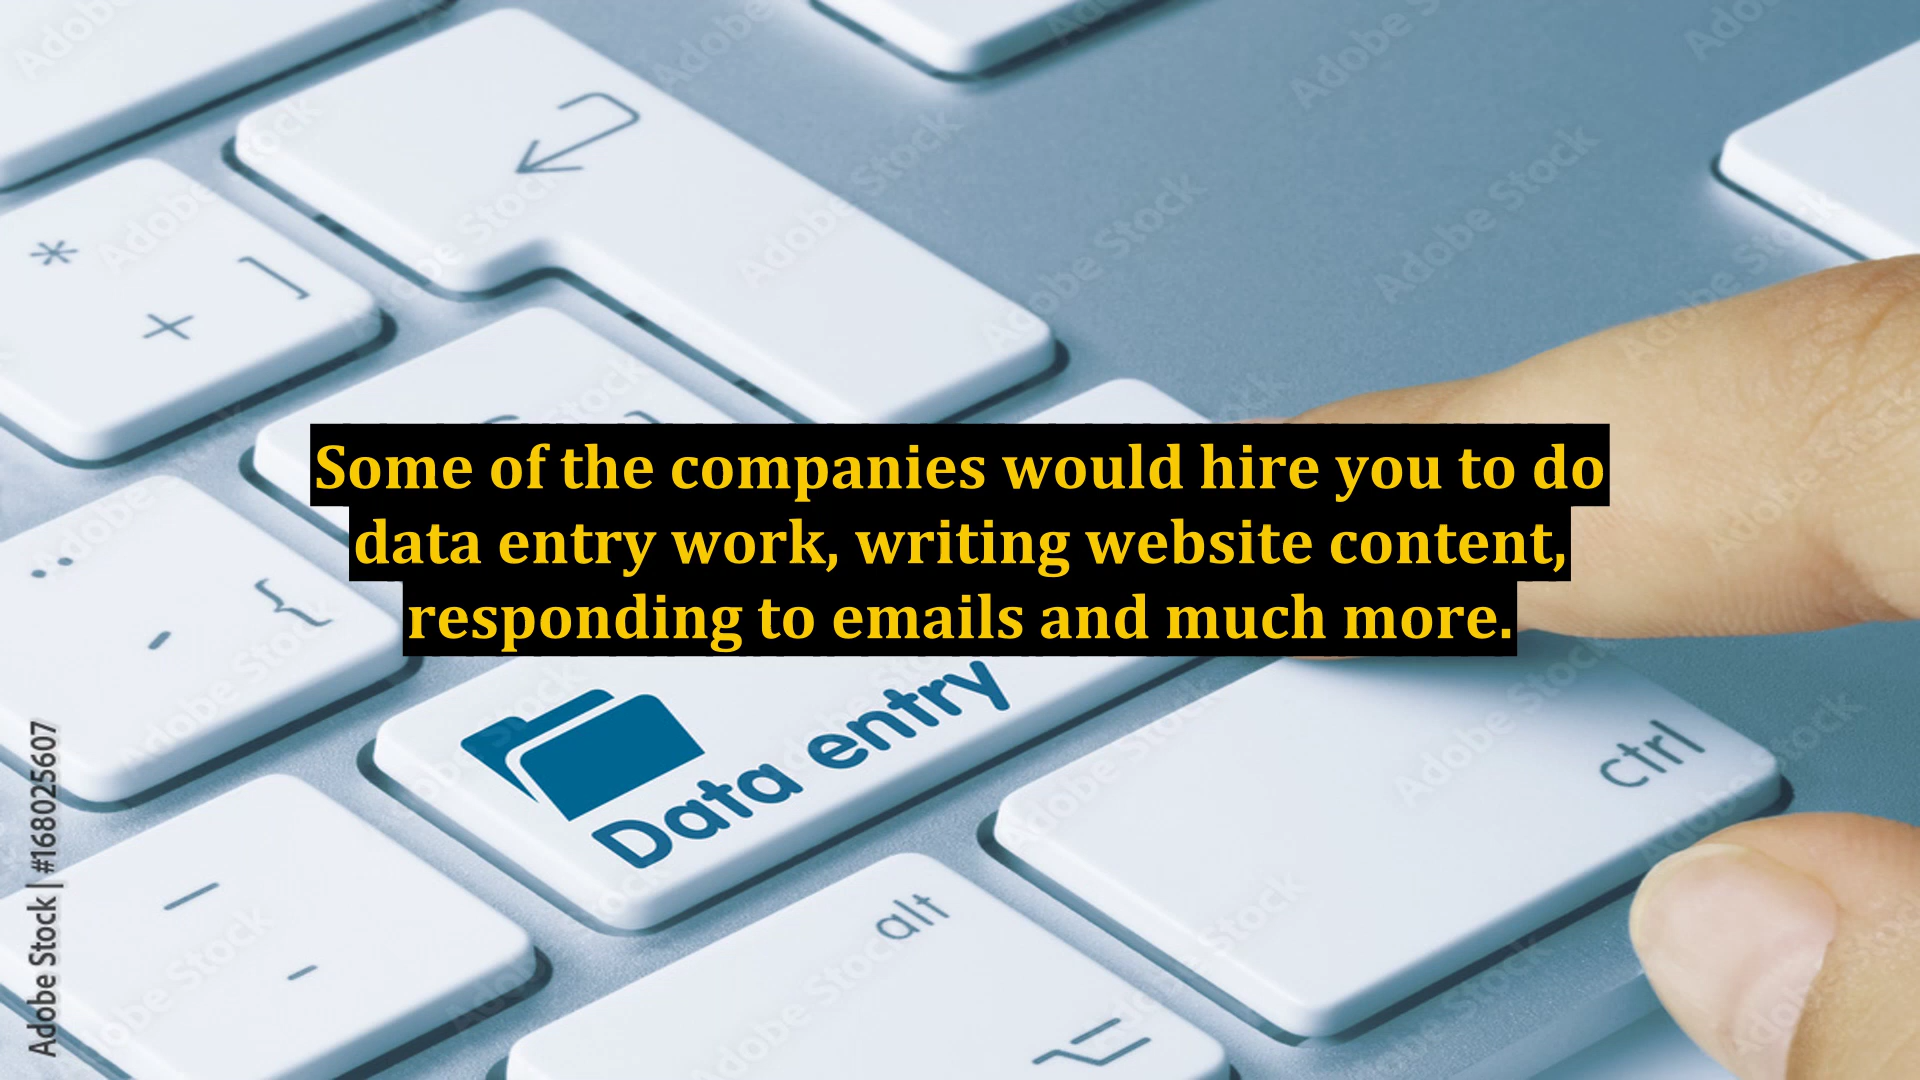 Some of the companies would hire you to do
data entry work, writing website content,
responding to emails and much more.
Data entry
ctrl
alt
Adobe Stock | #168025607